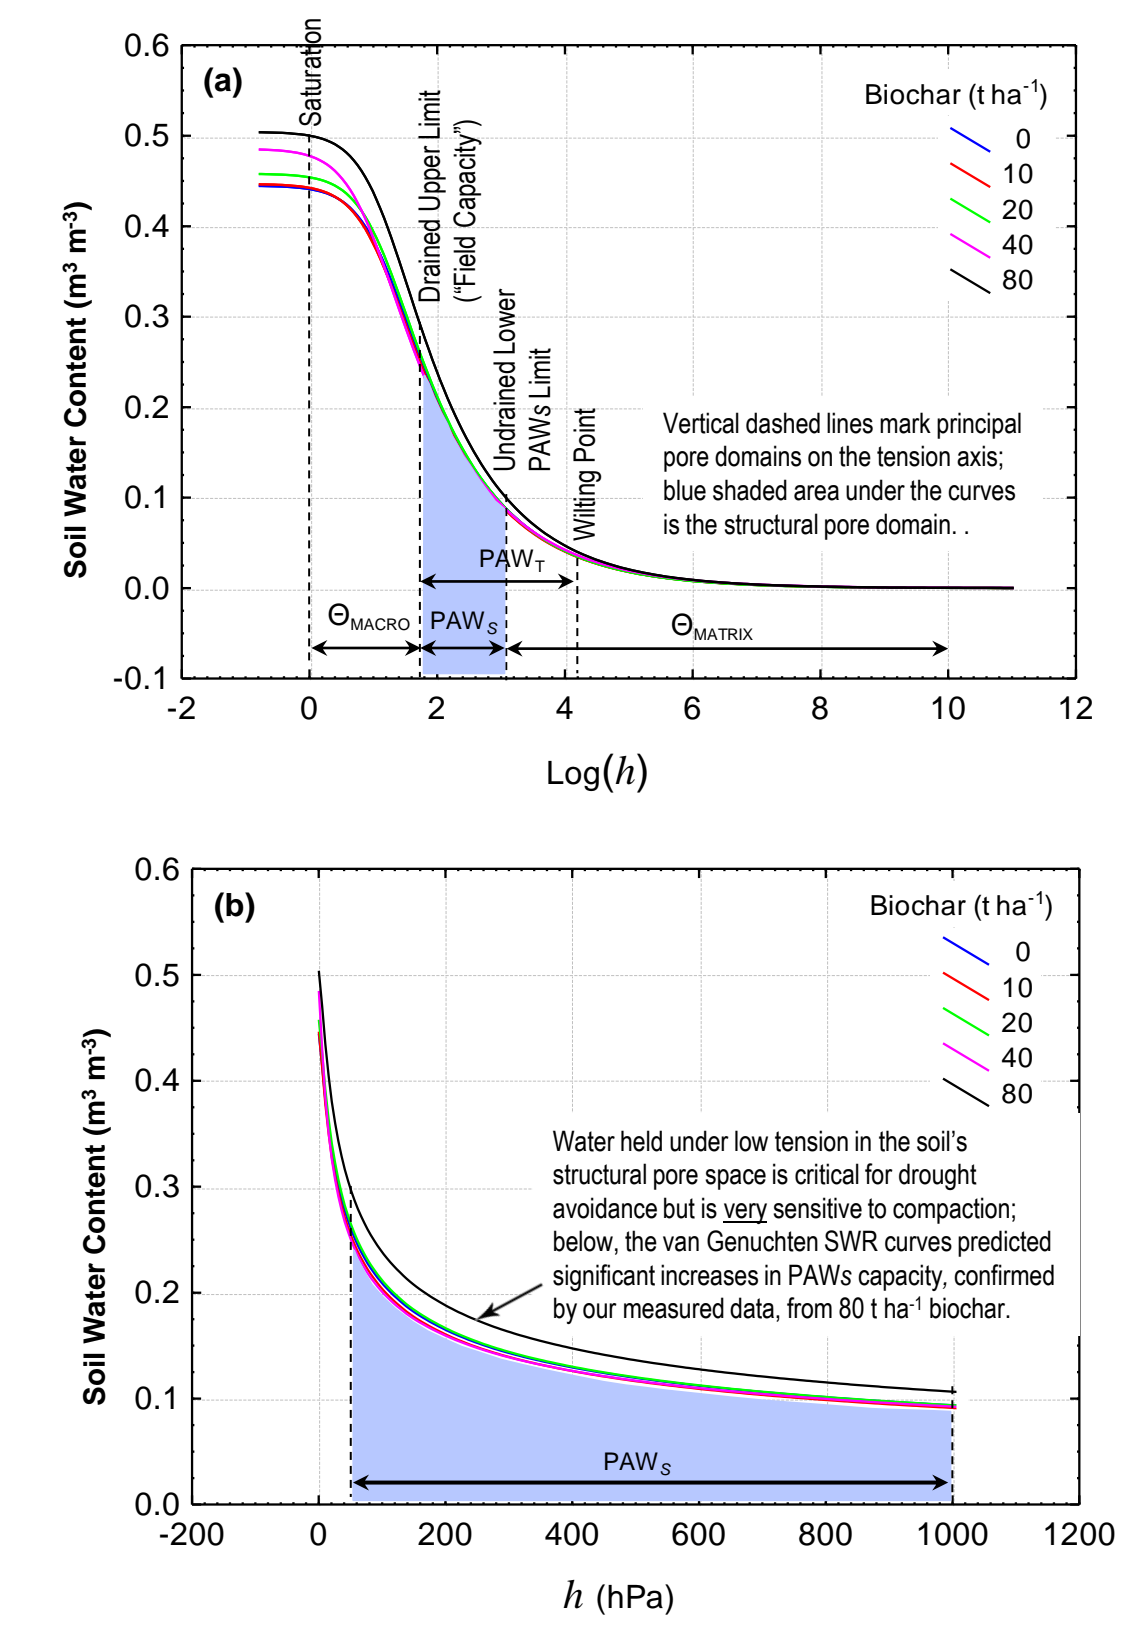 (a)
Saturation
Drained Upper Limit
(“Field Capacity”)
Undrained Lower
PAWs Limit
Wilting Point
Biochar (t ha-1)
0
10
20
40
80
Vertical dashed lines mark principal
pore domains on the tension axis;
blue shaded area under the curves
is the structural pore domain. .
PAWT
ΘMACRO
PAWS
ΘMATRIX
Soil Water Content (m3 m-3)
0.6
0.5
0.4
0.3
0.2
0.1
0.0
-0.1
-2 0 2 4 6 8 10 12
Log(h)
(b)
Biochar (t ha-1)
0
10
20
40
80
Water held under low tension in the soil’s
structural pore space is critical for drought
avoidance but is very sensitive to compaction;
below, the van Genuchten SWR curves predicted
significant increases in PAWs capacity, confirmed
by our measured data, from 80 t ha-1 biochar.
PAWS
Soil Water Content (m3 m-3)
0.6
0.5
0.4
0.3
0.2
0.1
0.0
-200 0 200 400 600 800 1000 1200
h (hPa)